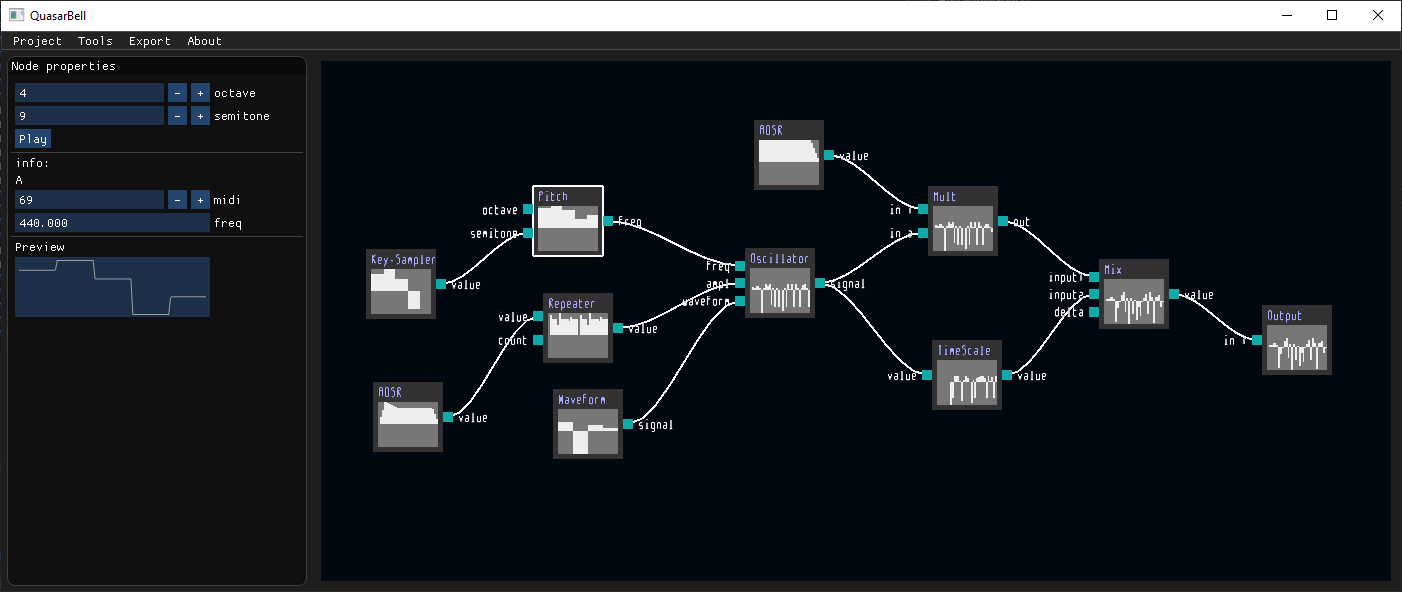 QuasarBell
Project Tools Export About
Node properties
4 - + octave
9 - + semitone
Play
info:
A
69 - + midi
440.000 freq
Preview
ADSR
value
Pitch
octave
semitone
freq
Mult
in 1
in 2
out
Key-Sampler
value
Oscillator
freq
ampl
waveform
signal
Mix
input1
input2
delta
value
Repeater
value
count
value
Output
in 1
TimeScale
value
value
ADSR
value
WaveForm
signal